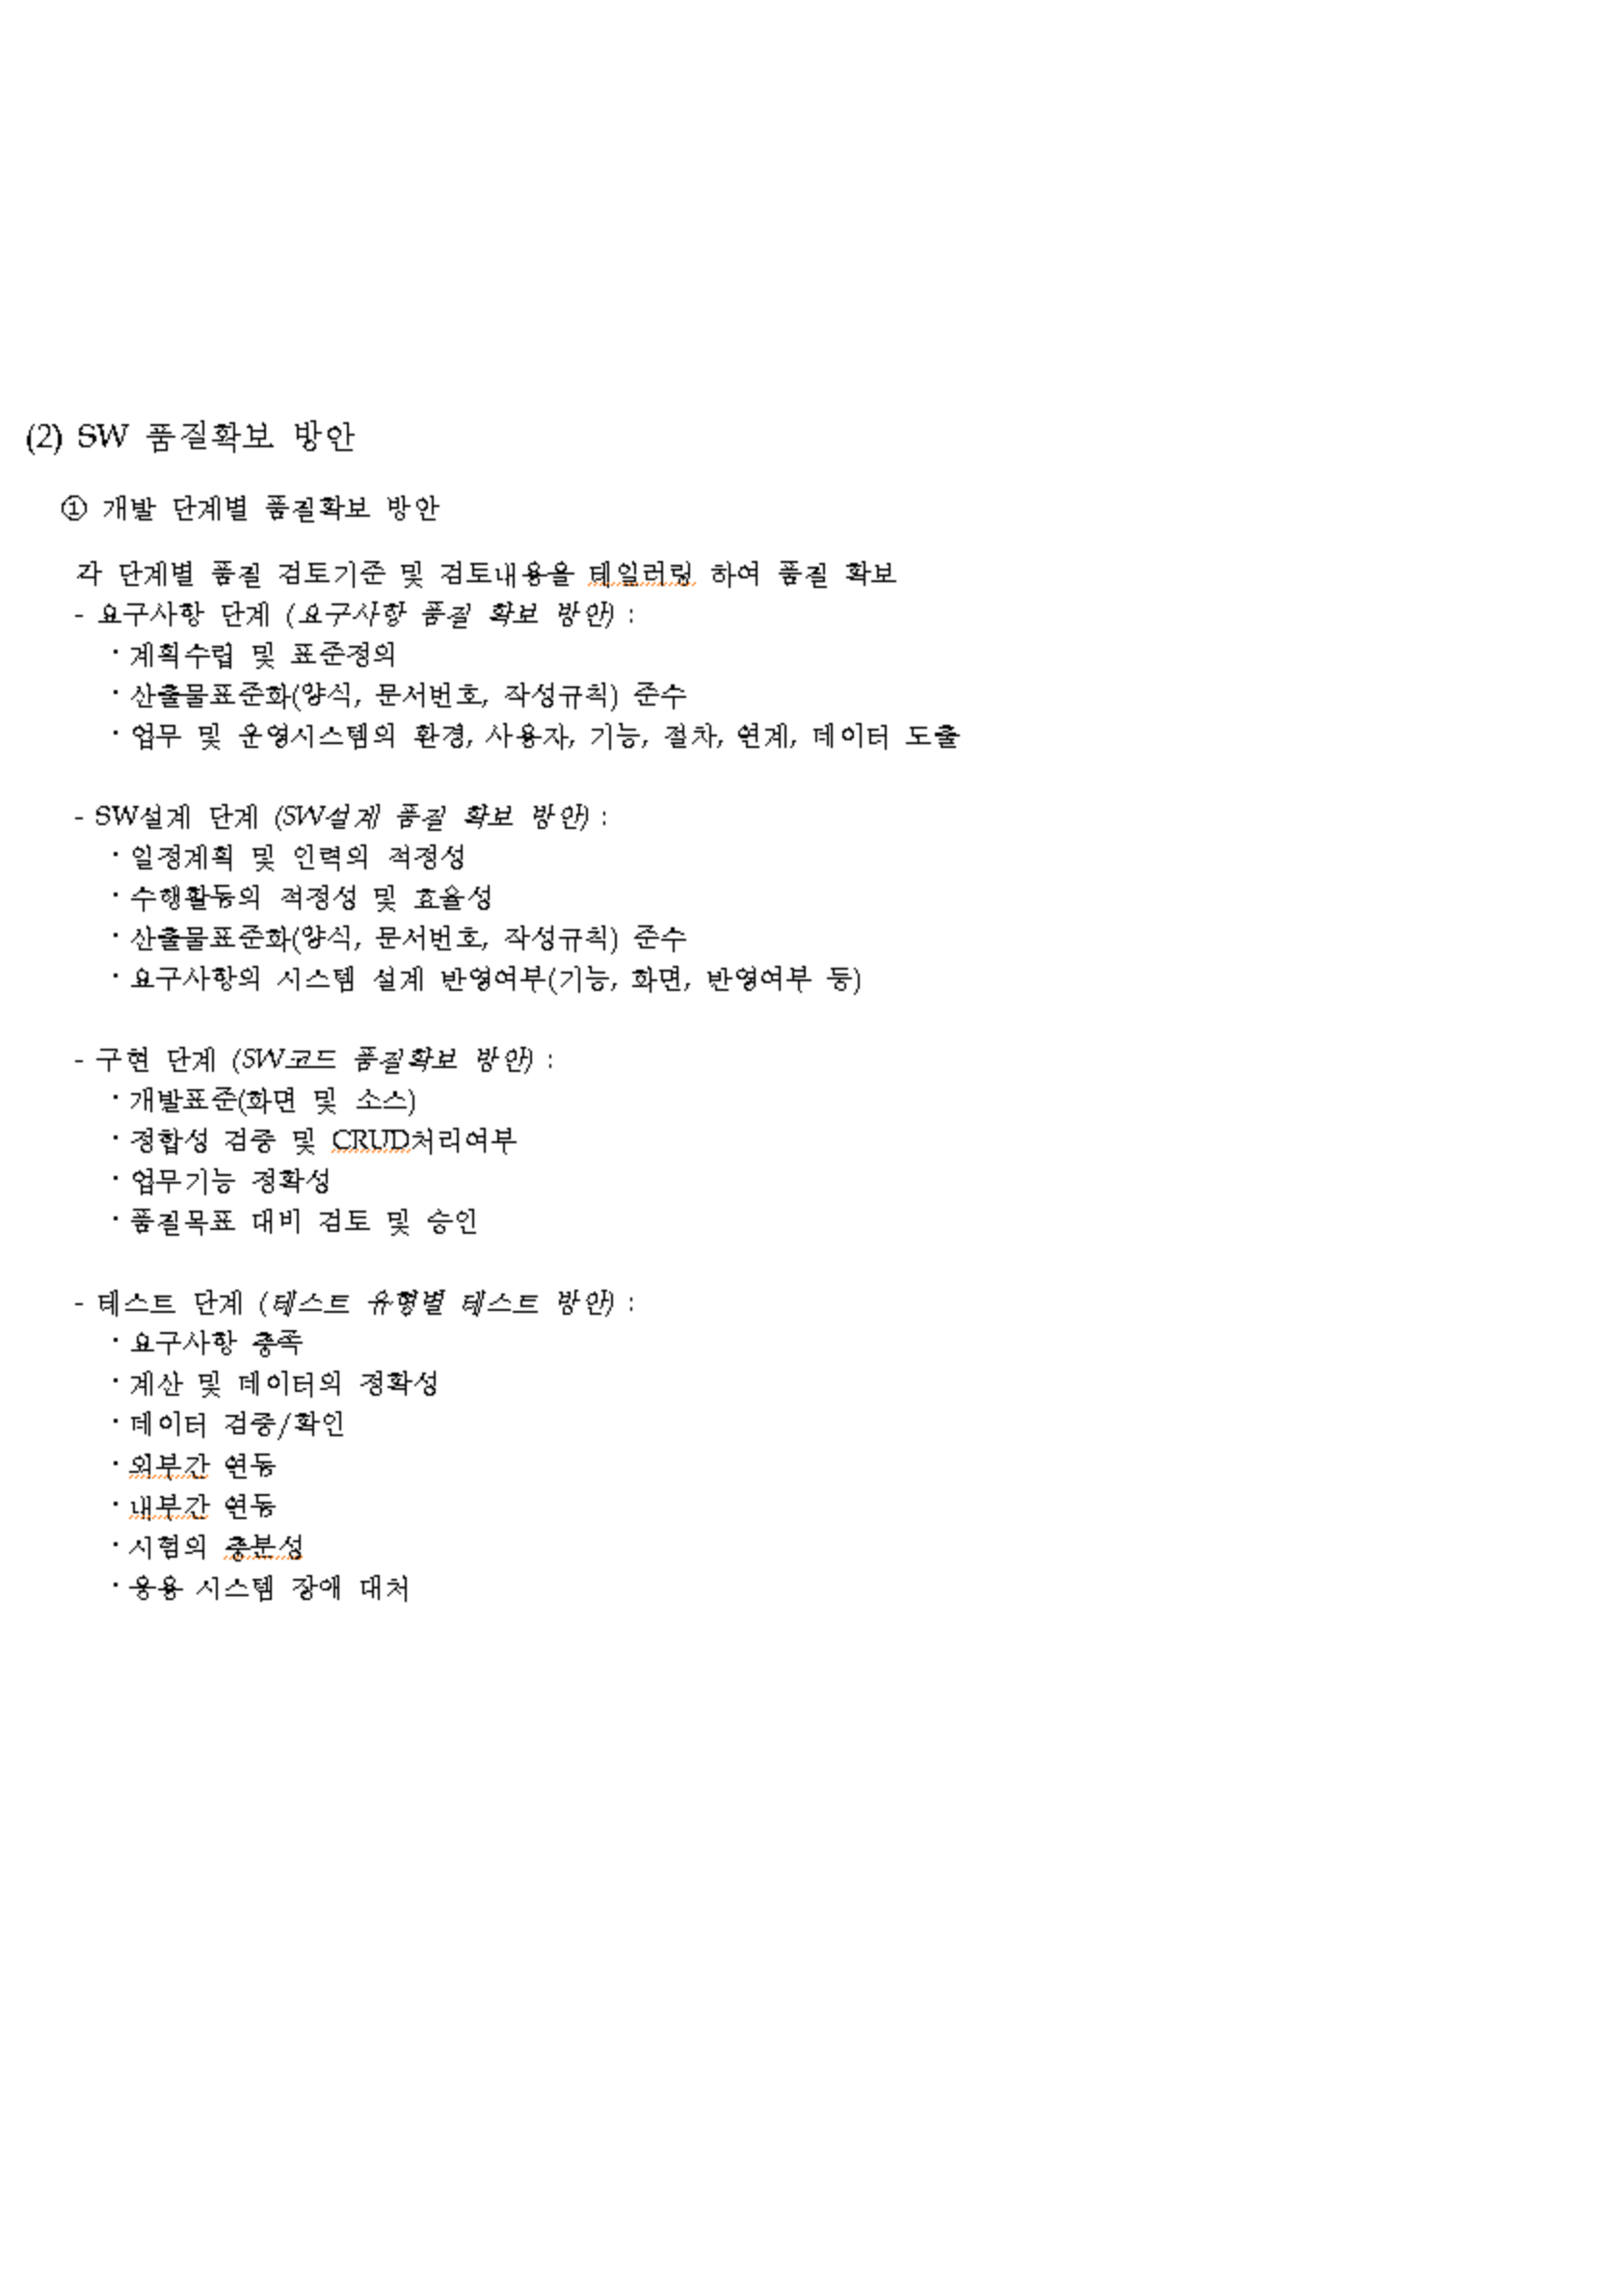 (2) SW 품질확보 방안
① 개발 단계별 품질확보 방안
각 단계별 품질 검토기준 및 검토내용을 테일러링 하여 품질 확보
- 요구사항 단계 (요구사항 품질 확보 방안) :
· 계획수립 및 표준정의
· 산출물표준화(양식, 문서번호, 작성규칙) 준수
· 업무 및 운영시스템의 환경, 사용자, 기능, 절차, 연계, 데이터 도출
- SW설계 단계 (SW설계 품질 확보 방안) :
· 일정계획 및 인력의 적정성
· 수행활동의 적정성 및 효율성
· 산출물표준화(양식, 문서번호, 작성규칙) 준수
· 요구사항의 시스템 설계 반영여부(기능, 화면, 반영여부 등)
- 구현 단계 (SW코드 품질확보 방안) :
· 개발표준(화면 및 소스)
· 정합성 검증 및 CRUD처리여부
· 업무기능 정확성
· 품질목표 대비 검토 및 승인
- 테스트 단계 (테스트 유형별 테스트 방안) :
· 요구사항 충족
· 계산 및 데이터의 정확성
· 데이터 검증/확인
· 외부간 연동
· 내부간 연동
· 시험의 충분성
· 응용 시스템 장애 대처